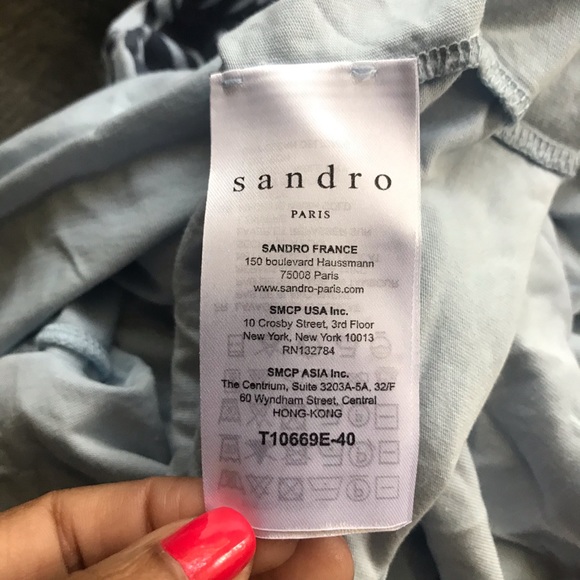 sandro
PARIS
SANDRO FRANCE
150 boulevard Haussmann
75008 Paris
www.sandro-paris.com
SMCP USA Inc.
10 Crosby Street, 3rd Floor
New York, New York 10013
RN132784
SMCP ASIA Inc.
The Centrium, Suite 3203A-5A, 32/F
60 Wyndham Street, Central
HONG-KONG
T10669E-40